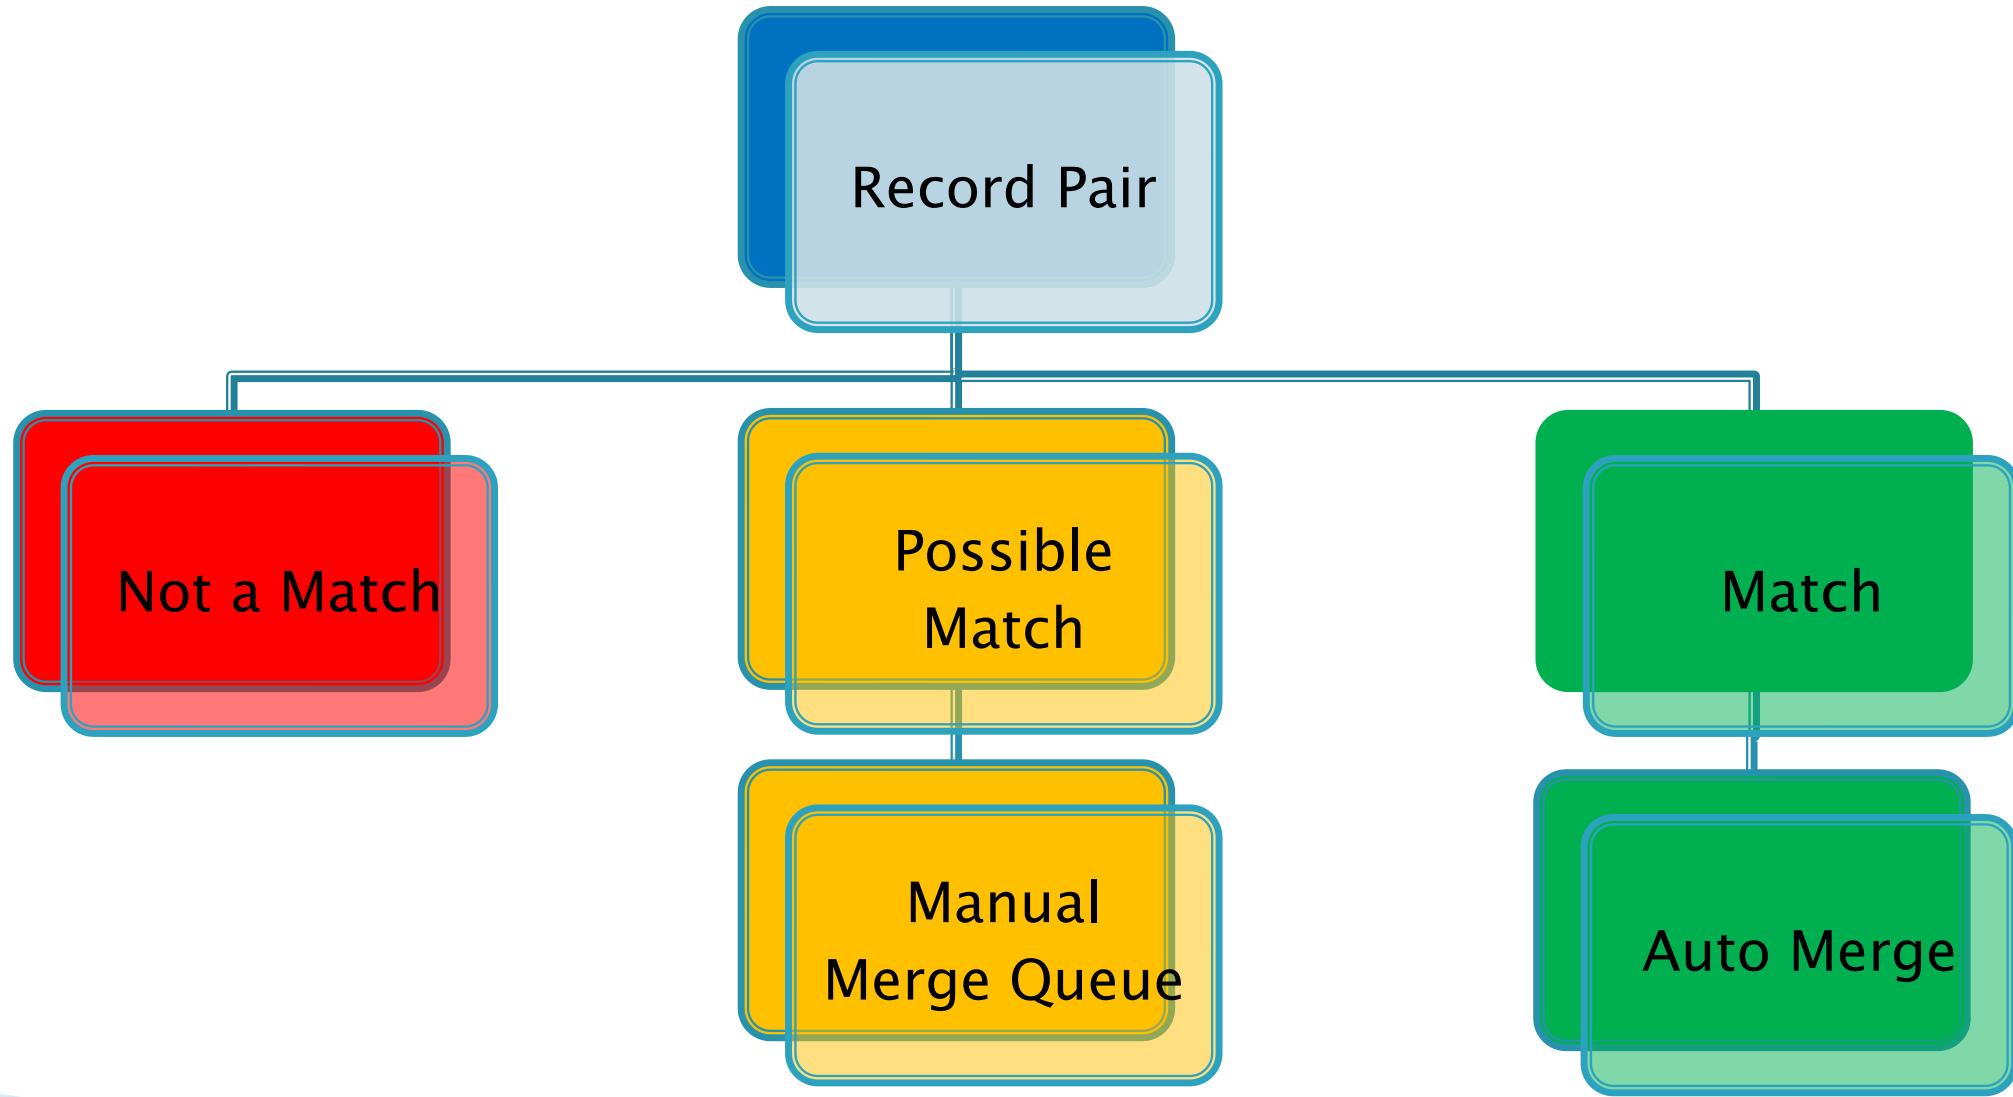 Record Pair
Not a Match
Possible
Match
Match
Manual
Merge Queue
Auto Merge